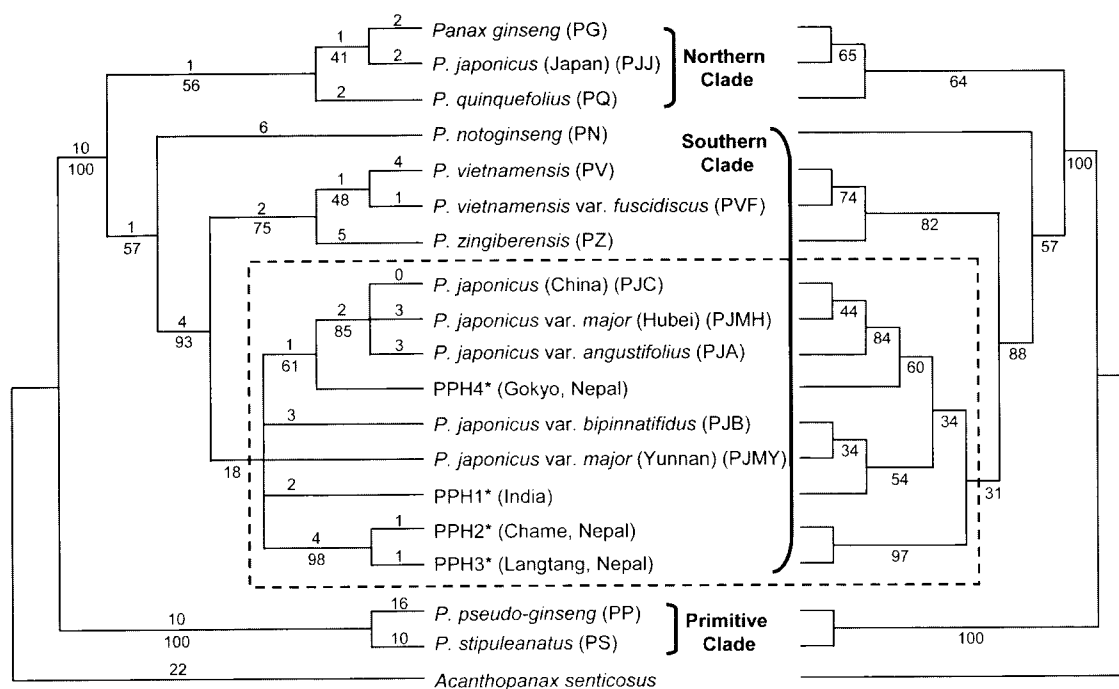 2
1
Panax ginseng (PG)
41
2
P. japonicus (Japan) (PJJ)
Northern
Clade
65
1
56
64
2
P. quinquefolius (PQ)
6
P. notoginseng (PN)
Southern
Clade
10
100
100
4
P. vietnamensis (PV)
1
48
1
P. vietnamensis var. fuscidiscus (PVF)
74
2
75
82
1
57
5
P. zingiberensis (PZ)
57
0
P. japonicus (China) (PJC)
2
85
3
P. japonicus var. major (Hubei) (PJMH)
44
4
93
3
P. japonicus var. angustifolius (PJA)
84
88
1
61
60
PPH4* (Gokyo, Nepal)
3
P. japonicus var. bipinnatifidus (PJB)
34
34
P. japonicus var. major (Yunnan) (PJMY)
18
54
2
PPH1* (India)
31
1
PPH2* (Chame, Nepal)
4
98
97
1
PPH3* (Langtang, Nepal)
16
P. pseudo-ginseng (PP)
Primitive
Clade
10
100
100
10
P. stipuleanatus (PS)
22
Acanthopanax senticosus